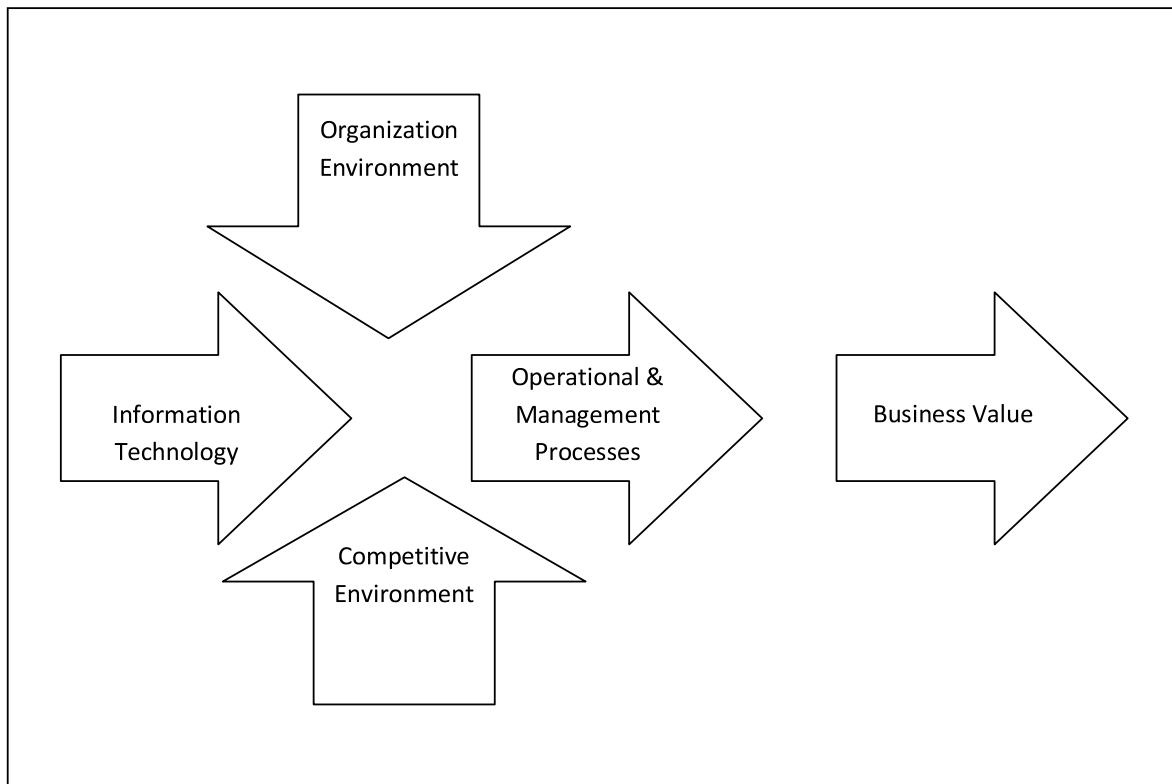 Organization
Environment
Information
Technology
Operational &
Management
Processes
Business Value
Competitive
Environment